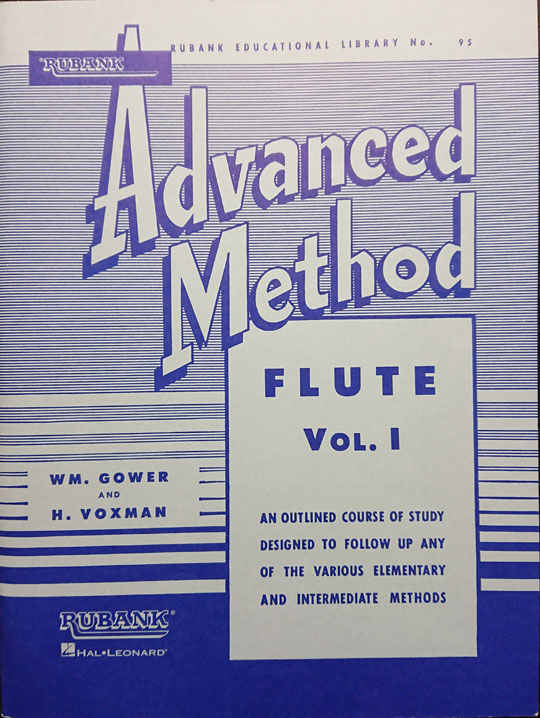 RUBANK EDUCATIONAL LIBRARY No. 95
RUBANK
Advanced
Method
FLUTE
VOL. I
WM. GOWER
AND
H. VOXMAN
AN OUTLINED COURSE OF STUDY
DESIGNED TO FOLLOW UP ANY
OF THE VARIOUS ELEMENTARY
AND INTERMEDIATE METHODS
RUBANK®
HAL•LEONARD®